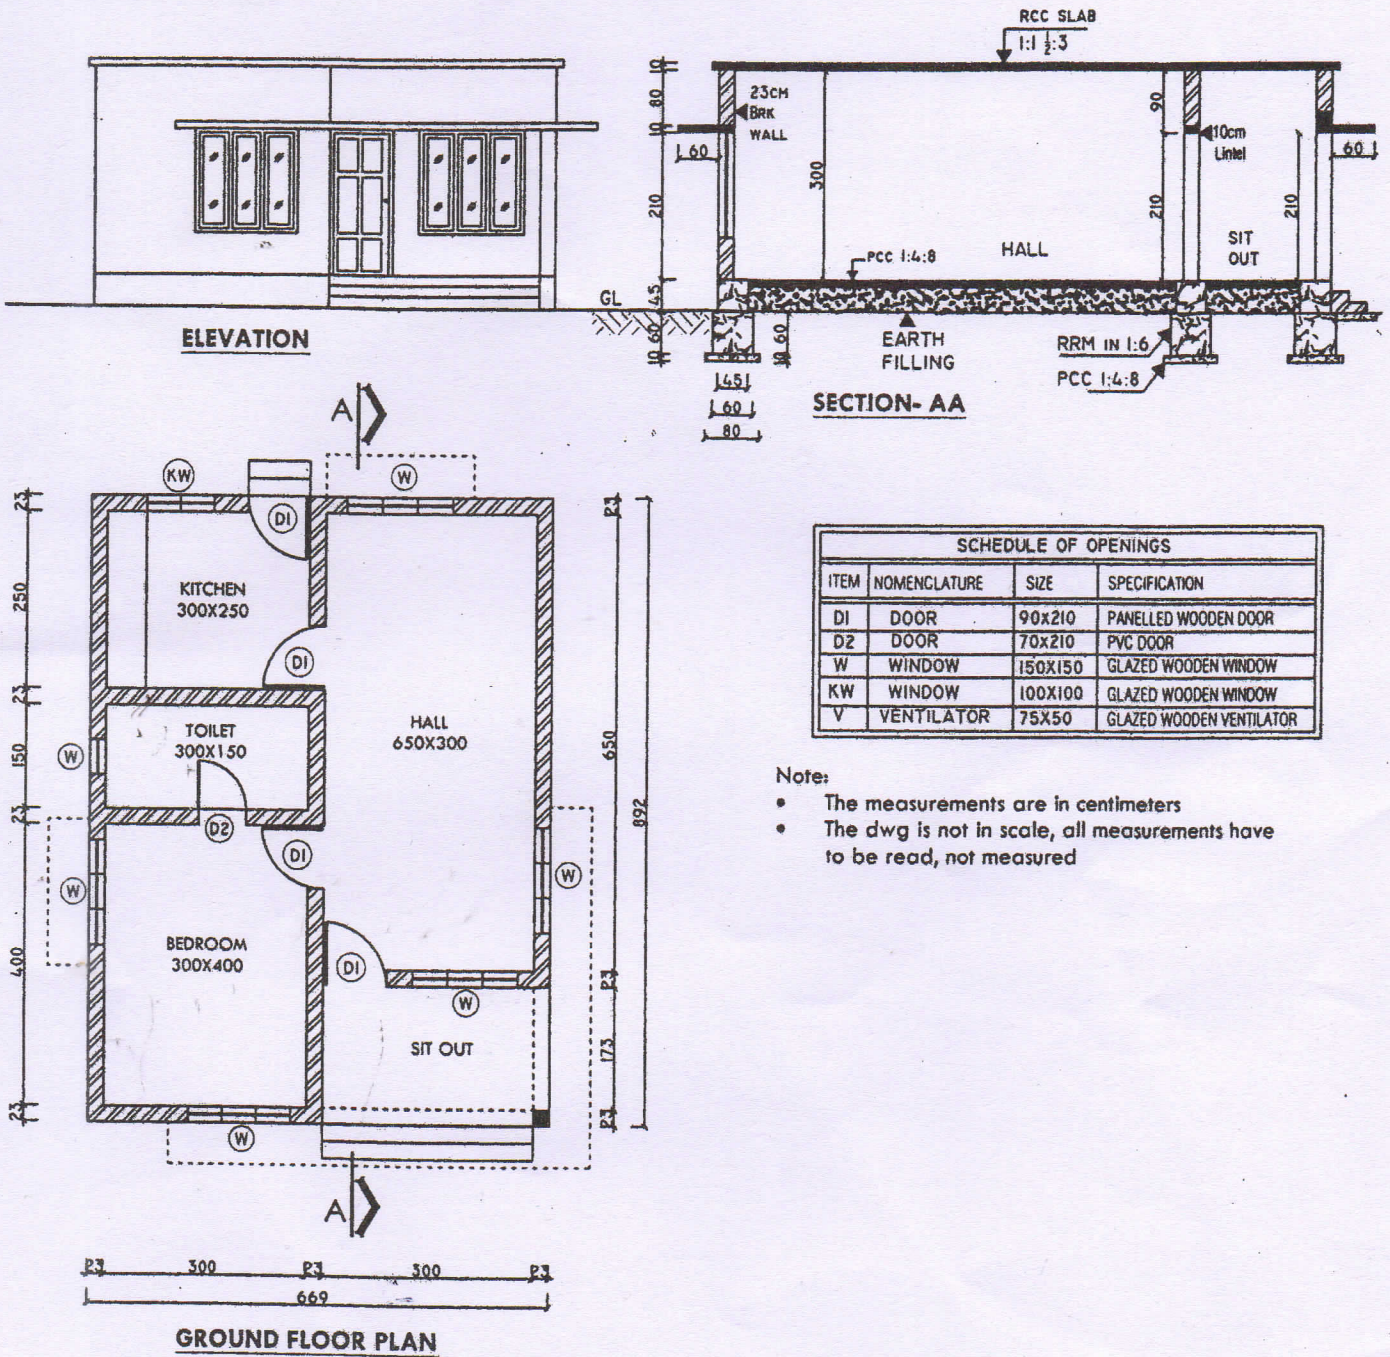 RCC SLAB
1:1 ½:3
10
80
10
210
45
60
10
23CM
BRK
WALL
60
300
90
210
10cm
Lintel
210
60
PCC 1:4:8
HALL
SIT
OUT
GL
EARTH
FILLING
60
10
RRM IN 1:6
PCC 1:4:8
45
60
80
ELEVATION
SECTION- AA
A
KW
W
D1
KITCHEN
300X250
D1
TOILET
300X150
W
D2
D1
HALL
650X300
W
W
BEDROOM
300X400
D1
W
SIT OUT
W
A
23
250
23
150
23
400
23
23
650
23
173
23
892
23
300
23
300
23
669
GROUND FLOOR PLAN
SCHEDULE OF OPENINGS
ITEM NOMENCLATURE SIZE SPECIFICATION
D1 DOOR 90X210 PANELLED WOODEN DOOR
D2 DOOR 70X210 PVC DOOR
W WINDOW 150X150 GLAZED WOODEN WINDOW
KW WINDOW 100X100 GLAZED WOODEN WINDOW
V VENTILATOR 75X50 GLAZED WOODEN VENTILATOR
Note:
• The measurements are in centimeters
• The dwg is not in scale, all measurements have
to be read, not measured